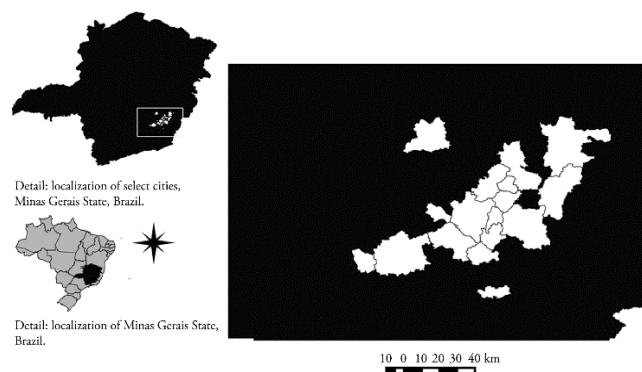 Detail: localization of select cities,
Minas Gerais State, Brazil.
Detail: localization of Minas Gerais State,
Brazil.
10 0 10 20 30 40 km